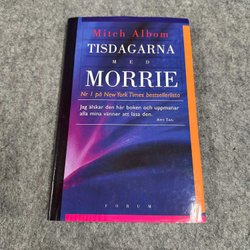 Mitch Albom
TISDAGARNA
MED
MORRIE
Nr 1 på New York Times bestsellerlista
Jag älskar den här boken och uppmanar
alla mina vänner att läsa den.
Amy Tan.
FORUM